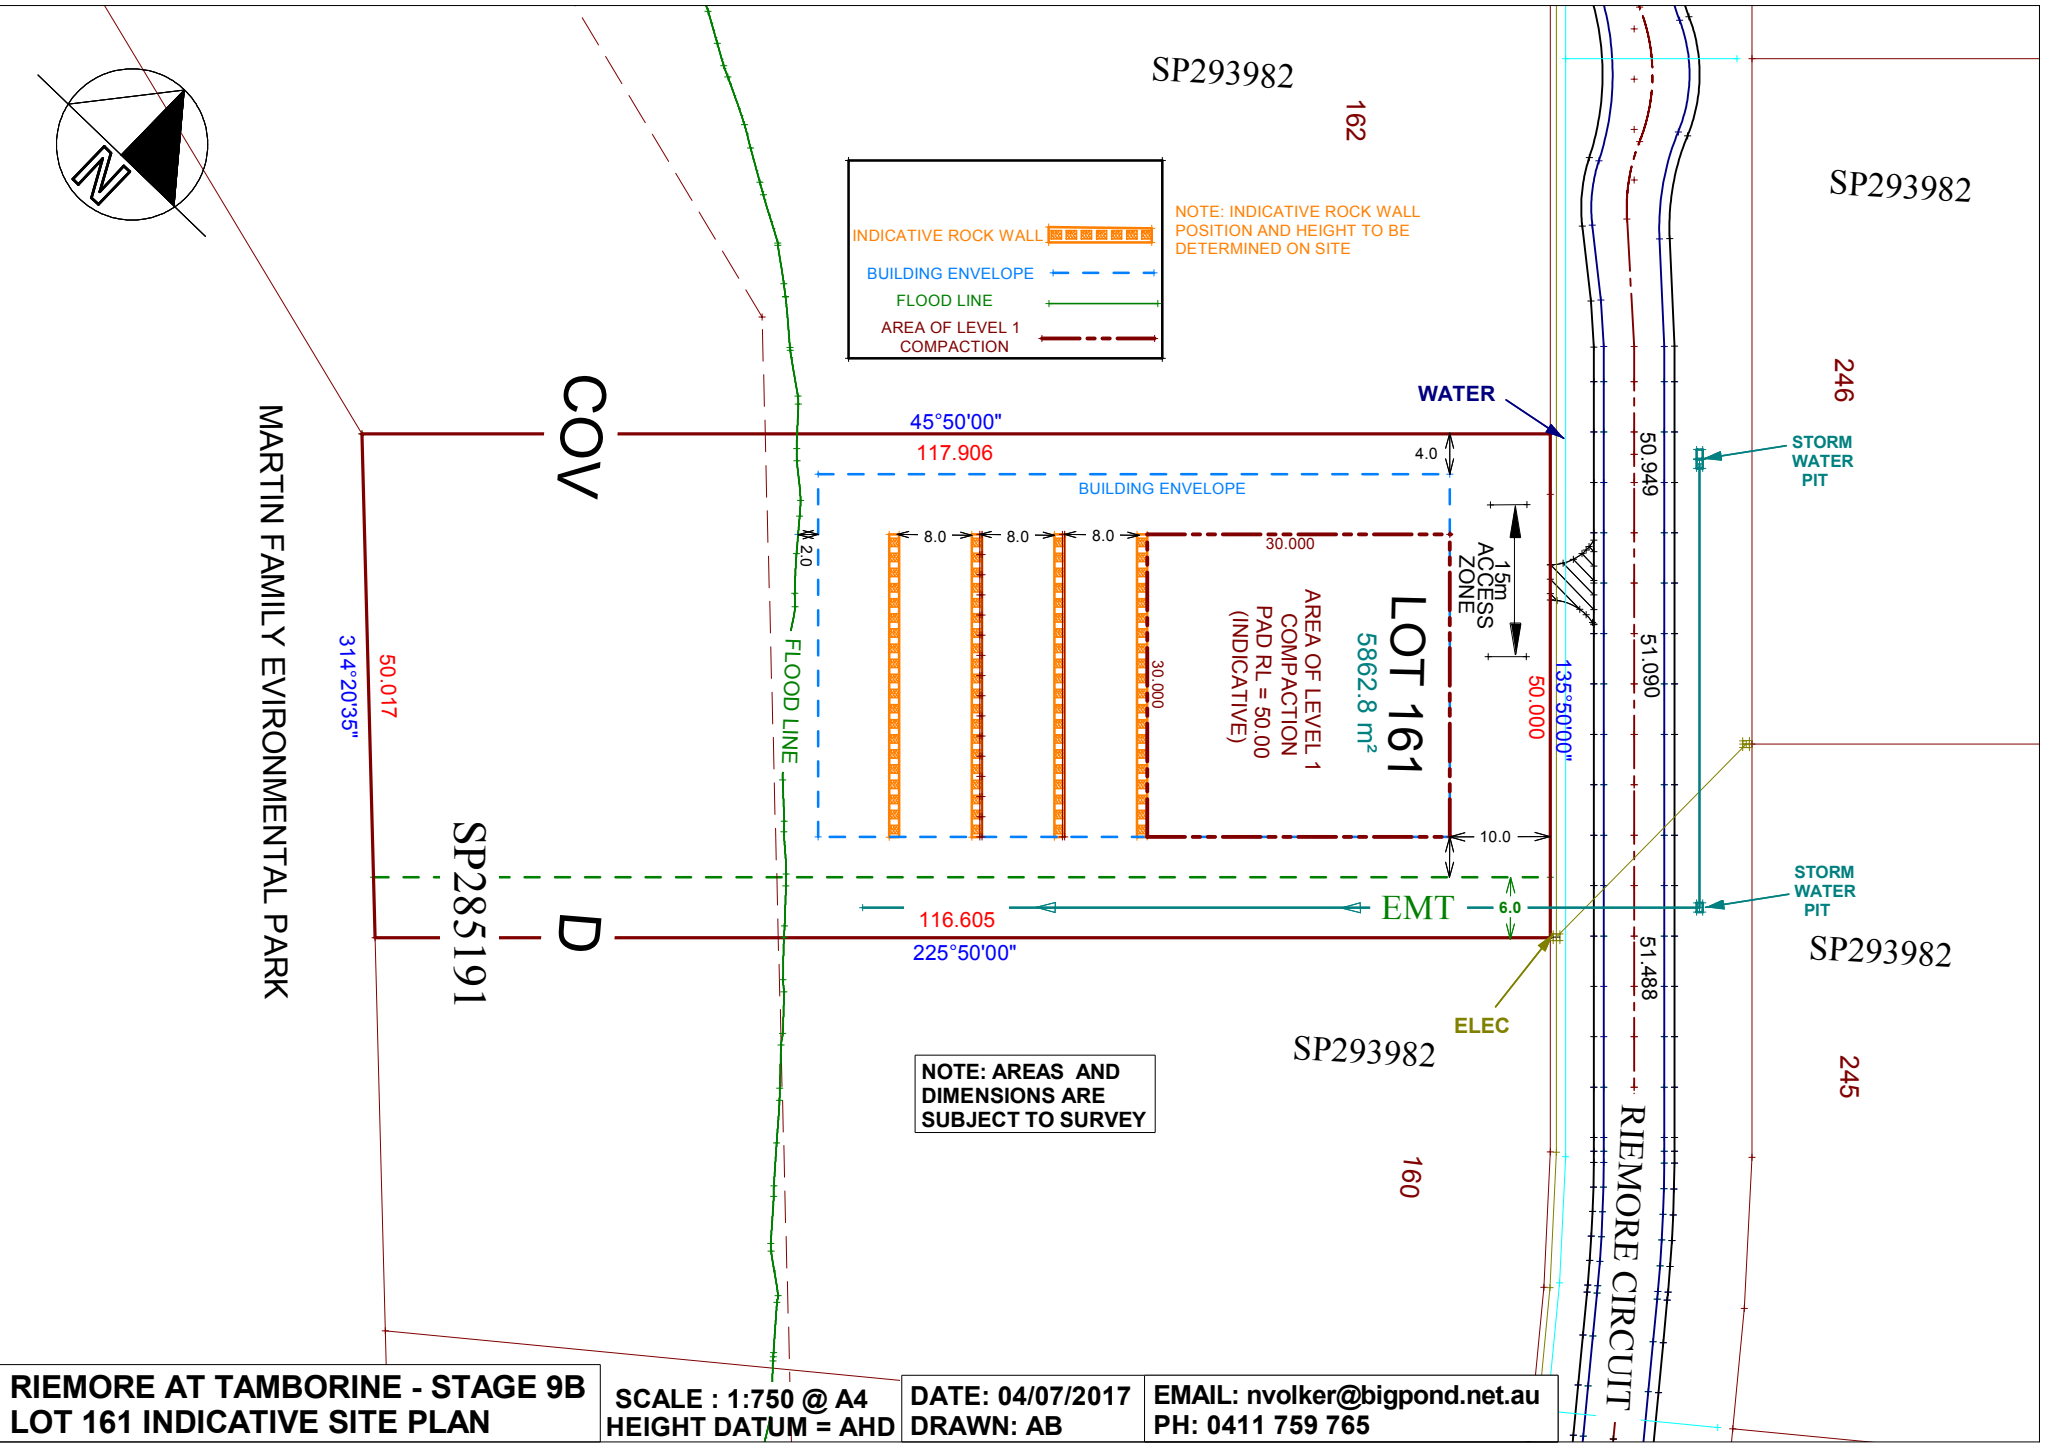 SP293982
162
SP293982
N
INDICATIVE ROCK WALL
BUILDING ENVELOPE
FLOOD LINE
AREA OF LEVEL 1
COMPACTION
NOTE: INDICATIVE ROCK WALL
POSITION AND HEIGHT TO BE
DETERMINED ON SITE
WATER
246
STORM
WATER
PIT
COV
45°50'00"
117.906
4.0
BUILDING ENVELOPE
50.949
8.0
8.0
8.0
2.0
30.000
15m
ACCESS
ZONE
MARTIN FAMILY EVIRONMENTAL PARK
314°20'35"
50.017
FLOOD LINE
30.000
AREA OF LEVEL 1
COMPACTION
PAD RL = 50.00
(INDICATIVE)
LOT 161
5862.8 m²
50.000
135°50'00"
51.090
10.0
SP285191
D
EMT
6.0
116.605
225°50'00"
STORM
WATER
PIT
51.488
SP293982
ELEC
SP293982
245
NOTE: AREAS AND
DIMENSIONS ARE
SUBJECT TO SURVEY
160
RIEMORE CIRCUIT
RIEMORE AT TAMBORINE - STAGE 9B
LOT 161 INDICATIVE SITE PLAN
SCALE : 1:750 @ A4
HEIGHT DATUM = AHD
DATE: 04/07/2017
DRAWN: AB
EMAIL: nvolker@bigpond.net.au
PH: 0411 759 765